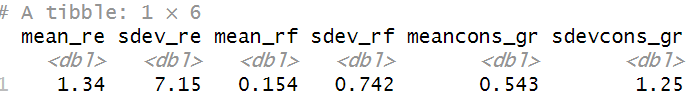 # A tibble: 1 × 6
mean_re sdev_re mean_rf sdev_rf meancons_gr sdevcons_gr
<dbl> <dbl> <dbl> <dbl> <dbl> <dbl>
1 1.34 7.15 0.154 0.742 0.543 1.25